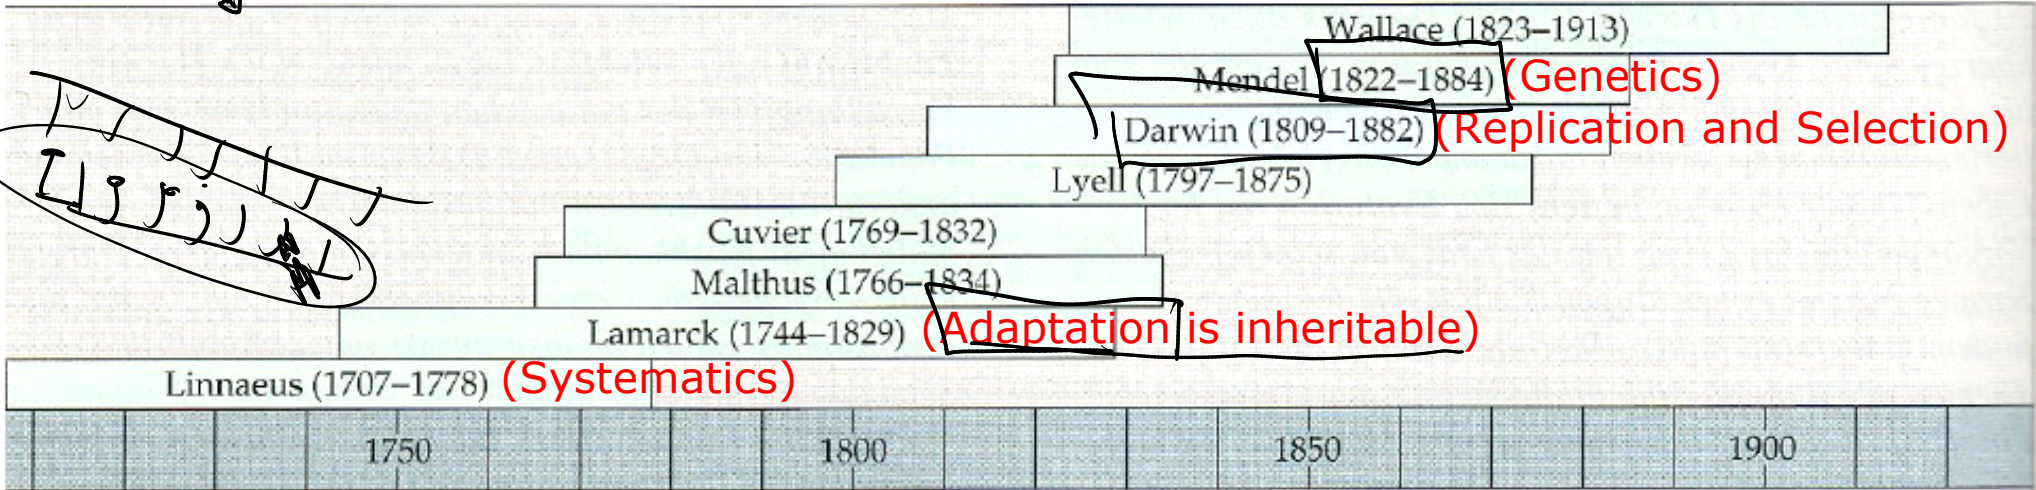 Wallace (1823–1913)
Mendel (1822–1884) (Genetics)
Darwin (1809–1882) (Replication and Selection)
Lyell (1797–1875)
Cuvier (1769–1832)
Malthus (1766–1834)
Lamarck (1744–1829) (Adaptation is inheritable)
Linnaeus (1707–1778) (Systematics)
1750 1800 1850 1900